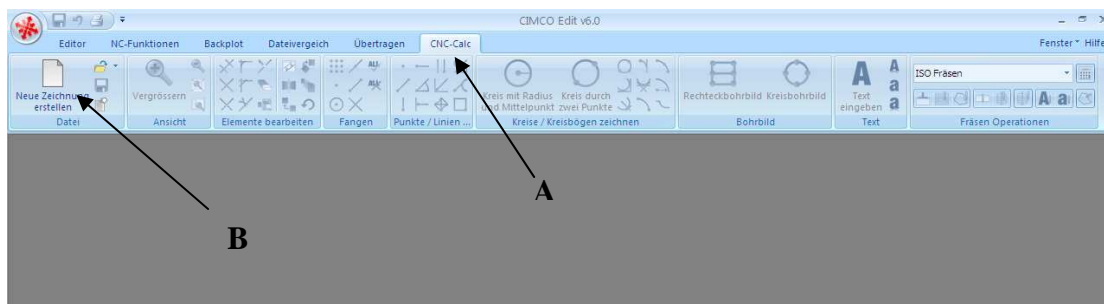 CIMCO Edit v6.0
Editor NC-Funktionen Backplot Dateivergeich Übertragen CNC-Calc Fenster Hilfe
Neue Zeichnung erstellen
Vergrössern
Kreis mit Radius und Mittelpunkt
Kreis durch zwei Punkte
Rechteckbohrbild Kreisbohrbild
Text eingeben
A
a
a
ISO Fräsen
Datei Ansicht Elemente bearbeiten Fangen Punkte / Linien ... Kreise / Kreisbögen zeichnen Bohrbild Text Fräsen Operationen
A
B